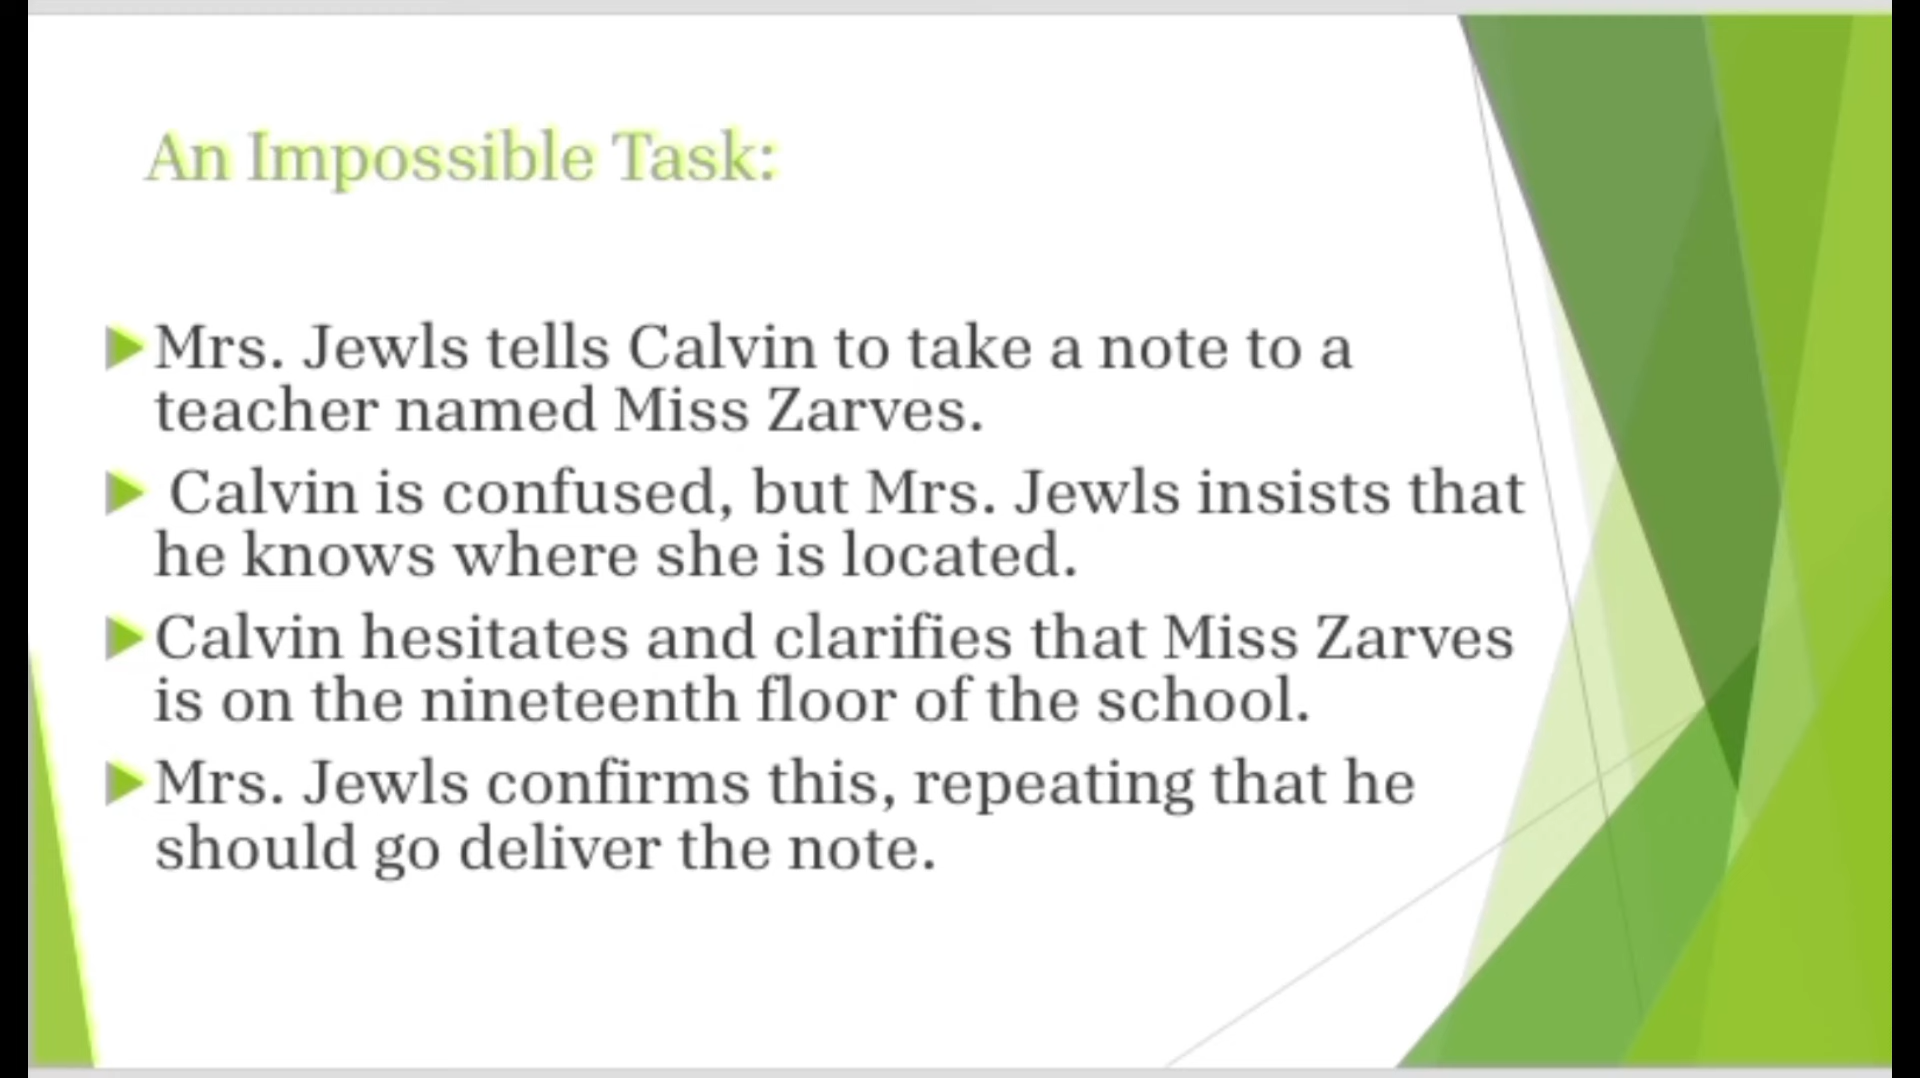 An Impossible Task:
Mrs. Jewls tells Calvin to take a note to a
teacher named Miss Zarves.
Calvin is confused, but Mrs. Jewls insists that
he knows where she is located.
Calvin hesitates and clarifies that Miss Zarves
is on the nineteenth floor of the school.
Mrs. Jewls confirms this, repeating that he
should go deliver the note.